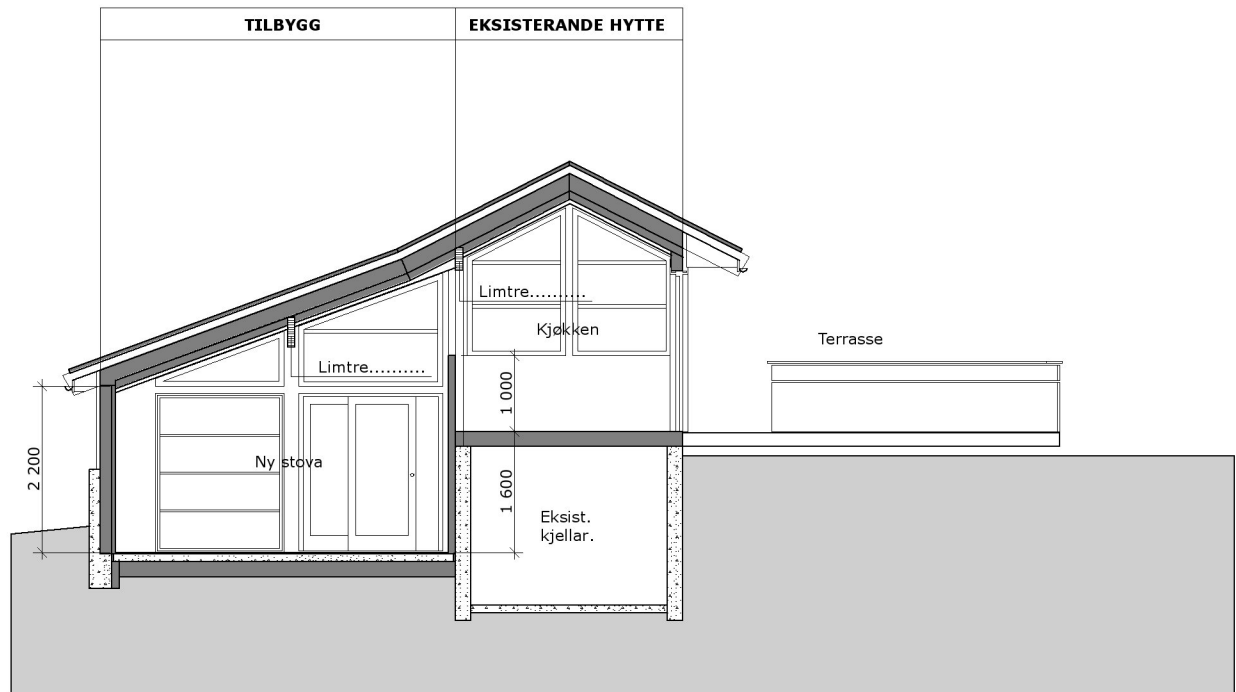 TILBYGG
EKSISTERANDE HYTTE
Limtre..........
Kjøkken
Terrasse
Limtre..........
1 000
2 200
Ny stova
1 600
Eksist.
kjellar.